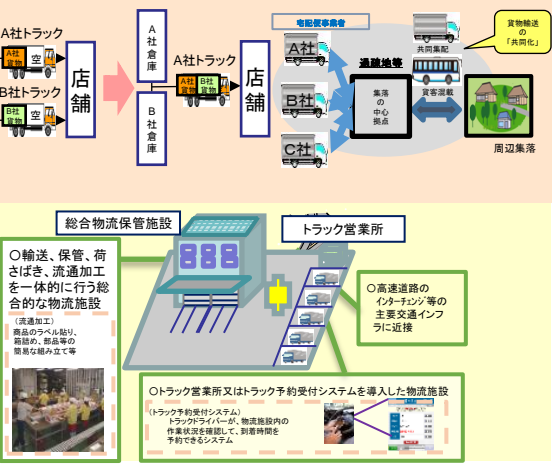 A社トラック
A社
貨物
空
B社トラック
B社
貨物
空
店
舗
A
社
倉
庫
B
社
倉
庫
A社トラック
A社
貨物
B社
貨物
店
舗
宅配便事業者
A社
B社
C社
過疎地等
集落
の
中心
拠点
共同集配
貨客混載
貨物輸送
の
「共同化」
周辺集落
総合物流保管施設
トラック営業所
〇輸送、保管、荷
さばき、流通加工
を一体的に行う総
合的な物流施設
(流通加工)
商品のラベル貼り、
箱詰め、部品等の
簡易な組み立て等
〇高速道路の
インターチェンジ等の
主要交通インフ
ラに近接
〇トラック営業所又はトラック予約受付システムを導入した物流施設
(トラック予約受付システム)
トラックドライバーが、物流施設内の
作業状況を確認して、到着時間を
予約できるシステム